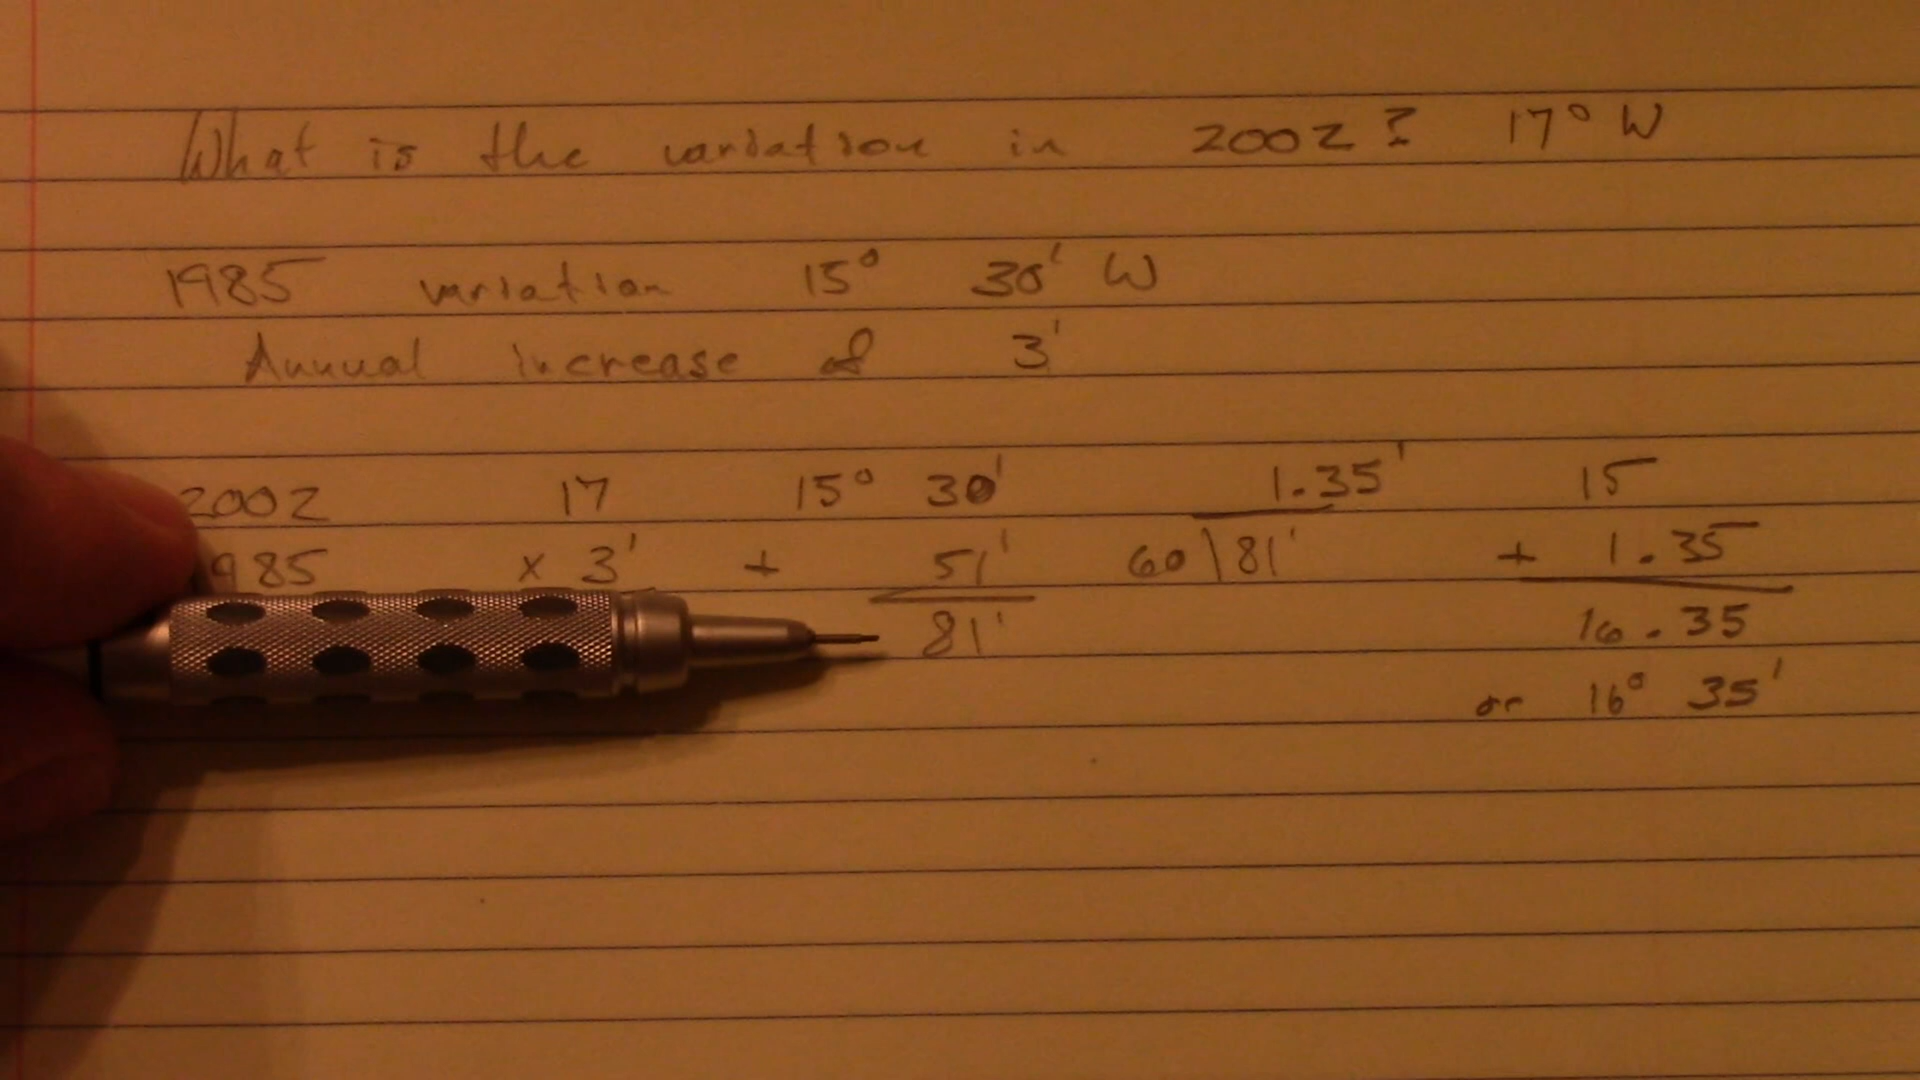 What is the variation in 2002? 17° W
1985 variation 15° 30' W
Annual increase of 3'
2002 17 15° 30' 1.35' 15
985 x 3' + 51' 60\81' + 1.35
81' 16.35
or 16° 35'